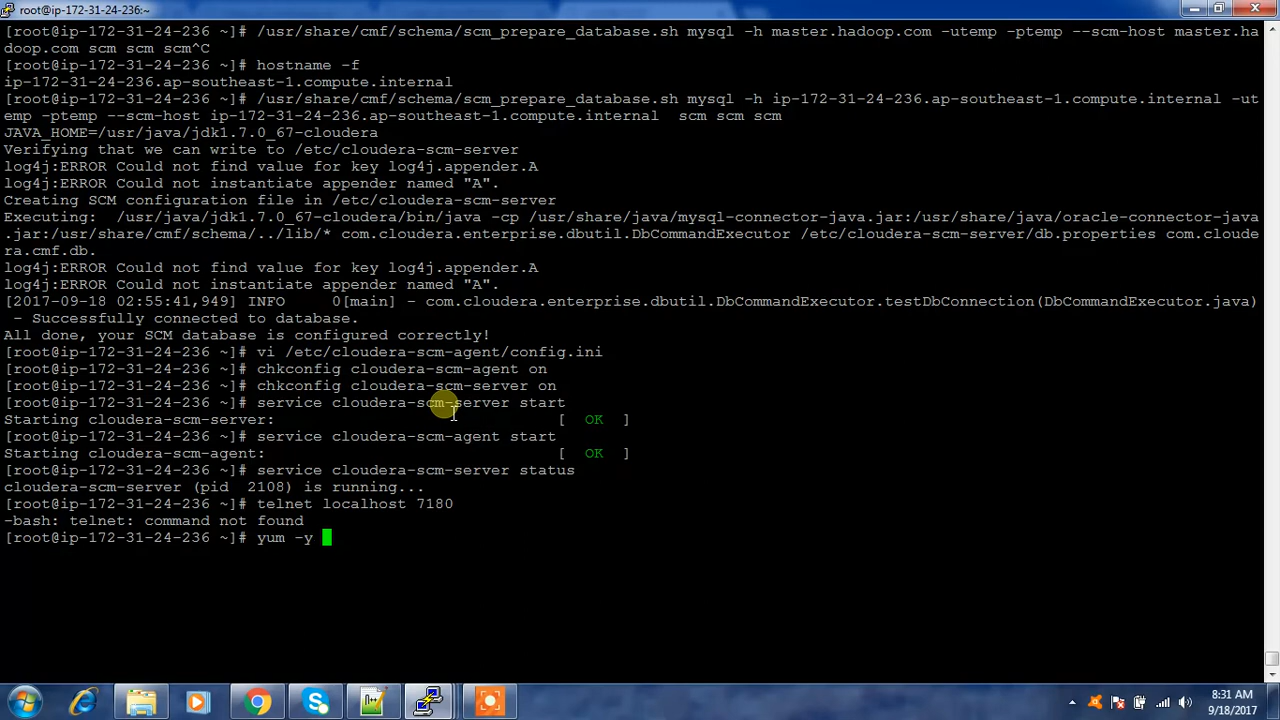 root@ip-172-31-24-236:~
[root@ip-172-31-24-236 ~]# /usr/share/cmf/schema/scm_prepare_database.sh mysql -h master.hadoop.com -utemp -ptemp --scm-host master.ha
doop.com scm scm scm^C
[root@ip-172-31-24-236 ~]# hostname -f
ip-172-31-24-236.ap-southeast-1.compute.internal
[root@ip-172-31-24-236 ~]# /usr/share/cmf/schema/scm_prepare_database.sh mysql -h ip-172-31-24-236.ap-southeast-1.compute.internal -ut
emp -ptemp --scm-host ip-172-31-24-236.ap-southeast-1.compute.internal  scm scm scm
JAVA_HOME=/usr/java/jdk1.7.0_67-cloudera
Verifying that we can write to /etc/cloudera-scm-server
log4j:ERROR Could not find value for key log4j.appender.A
log4j:ERROR Could not instantiate appender named "A".
Creating SCM configuration file in /etc/cloudera-scm-server
Executing:  /usr/java/jdk1.7.0_67-cloudera/bin/java -cp /usr/share/java/mysql-connector-java.jar:/usr/share/java/oracle-connector-java
.jar:/usr/share/cmf/schema/../lib/* com.cloudera.enterprise.dbutil.DbCommandExecutor /etc/cloudera-scm-server/db.properties com.cloude
ra.cmf.db.
log4j:ERROR Could not find value for key log4j.appender.A
log4j:ERROR Could not instantiate appender named "A".
[2017-09-18 02:55:41,949] INFO     0[main] - com.cloudera.enterprise.dbutil.DbCommandExecutor.testDbConnection(DbCommandExecutor.java)
 - Successfully connected to database.
All done, your SCM database is configured correctly!
[root@ip-172-31-24-236 ~]# vi /etc/cloudera-scm-agent/config.ini
[root@ip-172-31-24-236 ~]# chkconfig cloudera-scm-agent on
[root@ip-172-31-24-236 ~]# chkconfig cloudera-scm-server on
[root@ip-172-31-24-236 ~]# service cloudera-scm-server start
Starting cloudera-scm-server:                              [  OK  ]
[root@ip-172-31-24-236 ~]# service cloudera-scm-agent start
Starting cloudera-scm-agent:                               [  OK  ]
[root@ip-172-31-24-236 ~]# service cloudera-scm-server status
cloudera-scm-server (pid  2108) is running...
[root@ip-172-31-24-236 ~]# telnet localhost 7180
-bash: telnet: command not found
[root@ip-172-31-24-236 ~]# yum -y
8:31 AM
9/18/2017